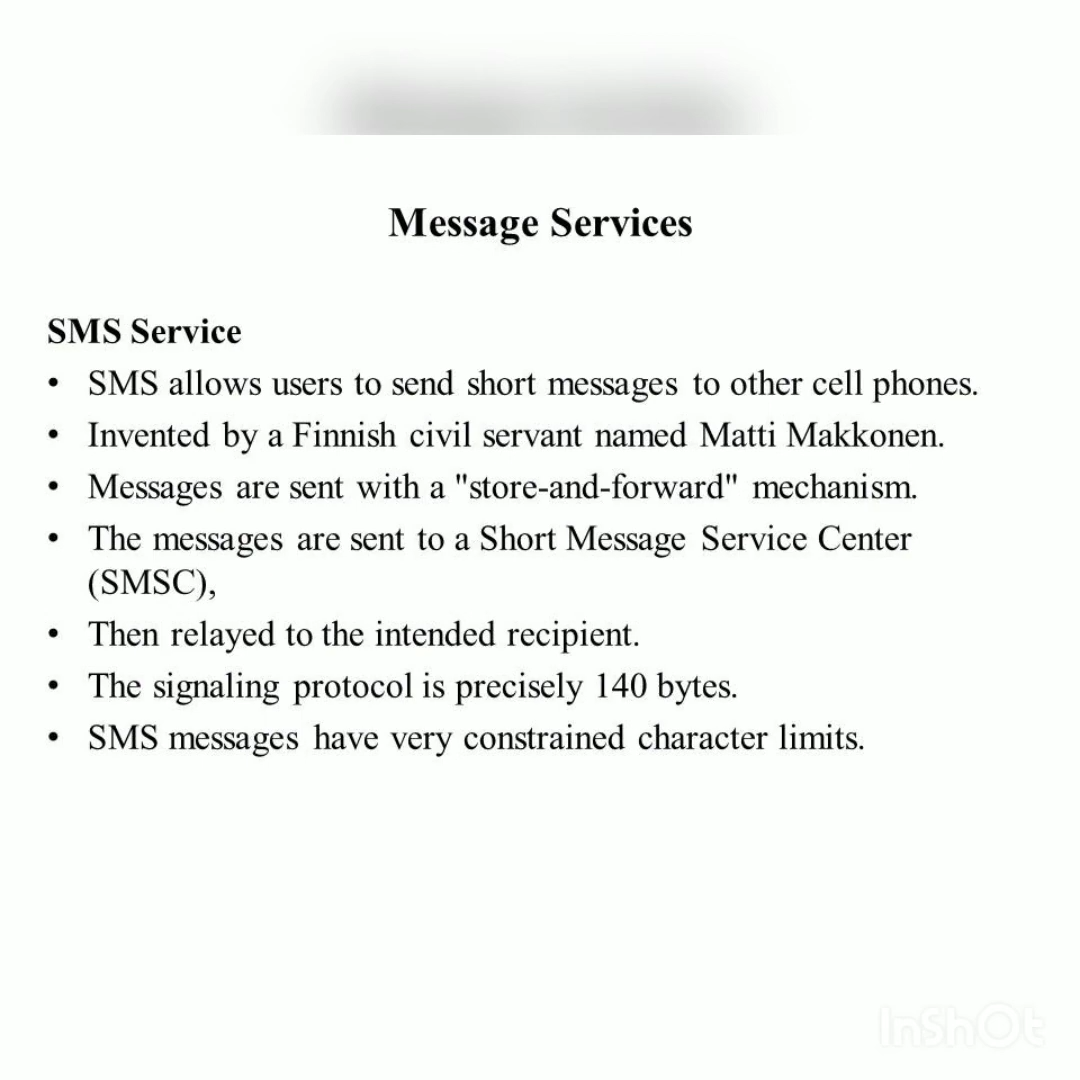 Message Services
SMS Service
• SMS allows users to send short messages to other cell phones.
• Invented by a Finnish civil servant named Matti Makkonen.
• Messages are sent with a "store-and-forward" mechanism.
• The messages are sent to a Short Message Service Center
(SMSC),
• Then relayed to the intended recipient.
• The signaling protocol is precisely 140 bytes.
• SMS messages have very constrained character limits.
InShOt